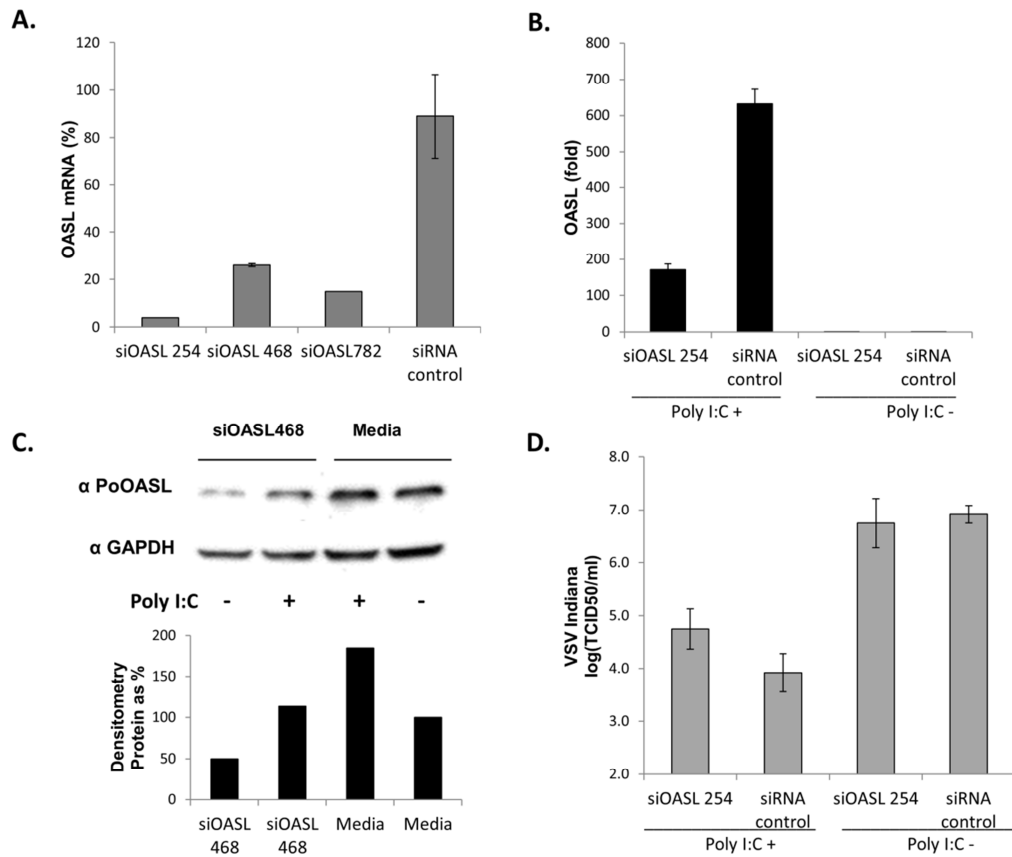 A.
OASL mRNA (%)
120
100
80
60
40
20
0
siOASL 254
siOASL 468
siOASL782
siRNA
control
B.
OASL (fold)
800
700
600
500
400
300
200
100
0
siOASL 254
siRNA
control
siOASL 254
siRNA
control
Poly I:C +
Poly I:C -
C.
siOASL468
Media
α PoOASL
α GAPDH
Poly I:C
-
+
+
-
Densitometry
Protein as %
200
150
100
50
0
siOASL
468
siOASL
468
Media
Media
D.
VSV Indiana
log(TCID50/ml)
8.0
7.0
6.0
5.0
4.0
3.0
2.0
siOASL 254
siRNA
control
siOASL 254
siRNA
control
Poly I:C +
Poly I:C -